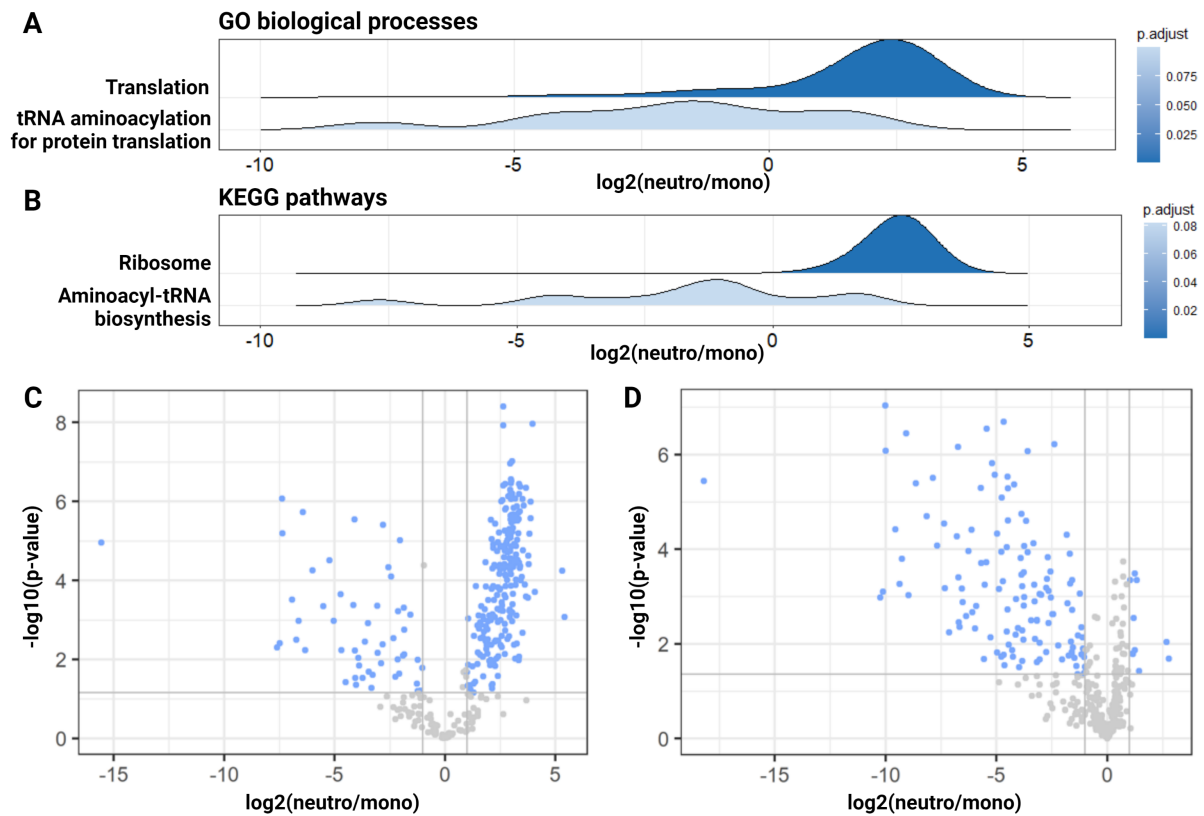 A
GO biological processes
Translation
tRNA aminoacylation
for protein translation
-10
-5
0
5
log2(neutro/mono)
p.adjust
0.075
0.050
0.025
B
KEGG pathways
Ribosome
Aminoacyl-tRNA
biosynthesis
-10
-5
0
5
log2(neutro/mono)
p.adjust
0.08
0.06
0.04
0.02
C
-log10(p-value)
8
6
4
2
0
-15
-10
-5
0
5
log2(neutro/mono)
D
-log10(p-value)
6
4
2
0
-15
-10
-5
0
log2(neutro/mono)